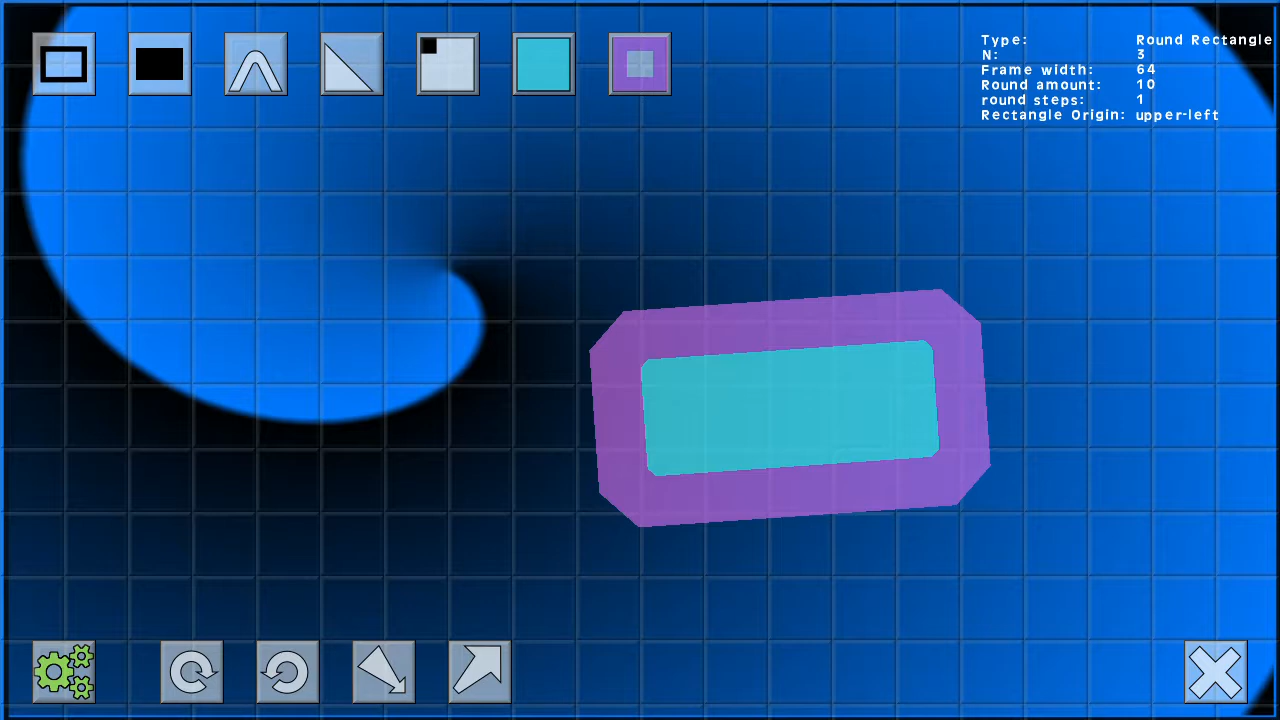 Type: Round Rectangle
N: 3
Frame width: 64
Round amount: 10
round steps: 1
Rectangle Origin: upper-left